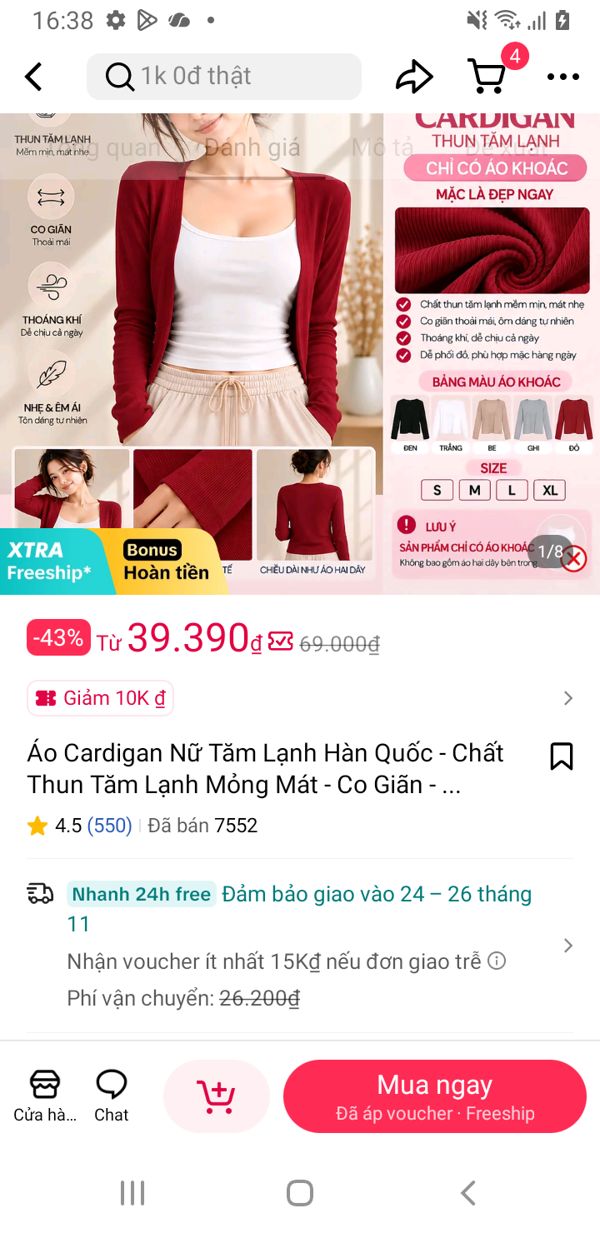 16:38
4
1k 0đ thật
Đánh giá
Mô tả
THUN TĂM LẠNH
Mềm mịn, mát nhẹ
CO GIÃN
Thoải mái
THOÁNG KHÍ
Dễ chịu cả ngày
NHẸ & ÊM ÁI
Tôn dáng tự nhiên
CARDIGAN
THUN TĂM LẠNH
CHỈ CÓ ÁO KHOÁC
MẶC LÀ ĐẸP NGAY
Chất thun tăm lạnh mềm mịn, mát nhẹ
Co giãn thoải mái, ôm dáng tự nhiên
Thoáng khí, dễ chịu cả ngày
Dễ phối đồ, phù hợp mặc hàng ngày
BẢNG MÀU ÁO KHOÁC
ĐEN TRẮNG BE GHI ĐỎ
SIZE
S M L XL
LƯU Ý
SẢN PHẨM CHỈ CÓ ÁO KHOÁC
Không bao gồm áo hai dây bên trong
1/8
CHIỀU DÀI NHƯ ÁO HAI DÂY
XTRA
Freeship*
Bonus
Hoàn tiền
-43% Từ 39.390₫ 69.000₫
Giảm 10K ₫
Áo Cardigan Nữ Tăm Lạnh Hàn Quốc - Chất
Thun Tăm Lạnh Mỏng Mát - Co Giãn - ...
4.5 (550) Đã bán 7552
Nhanh 24h free Đảm bảo giao vào 24 – 26 tháng
11
Nhận voucher ít nhất 15K₫ nếu đơn giao trễ
Phí vận chuyển: 26.200₫
Cửa hà...
Chat
Mua ngay
Đã áp voucher · Freeship